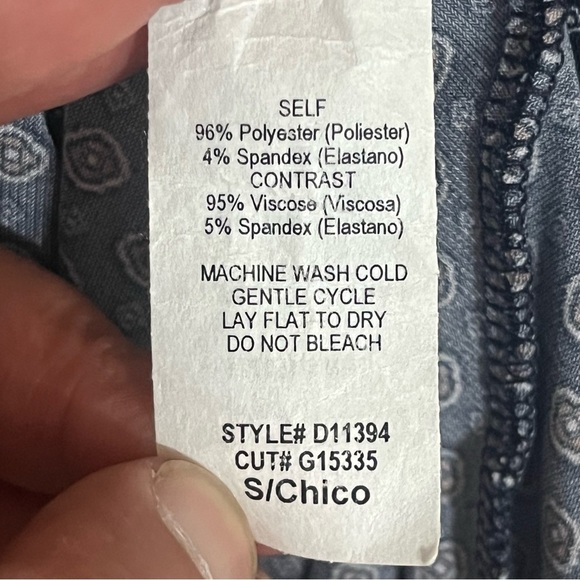 SELF
96% Polyester (Poliester)
4% Spandex (Elastano)
CONTRAST
95% Viscose (Viscosa)
5% Spandex (Elastano)
MACHINE WASH COLD
GENTLE CYCLE
LAY FLAT TO DRY
DO NOT BLEACH
STYLE# D11394
CUT# G15335
S/Chico